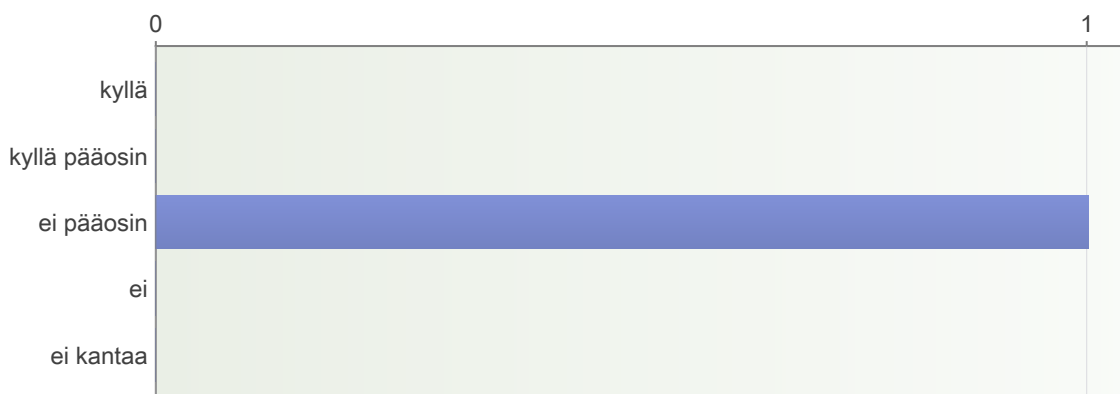 0 1
kyllä
kyllä pääosin
ei pääosin
ei
ei kantaa